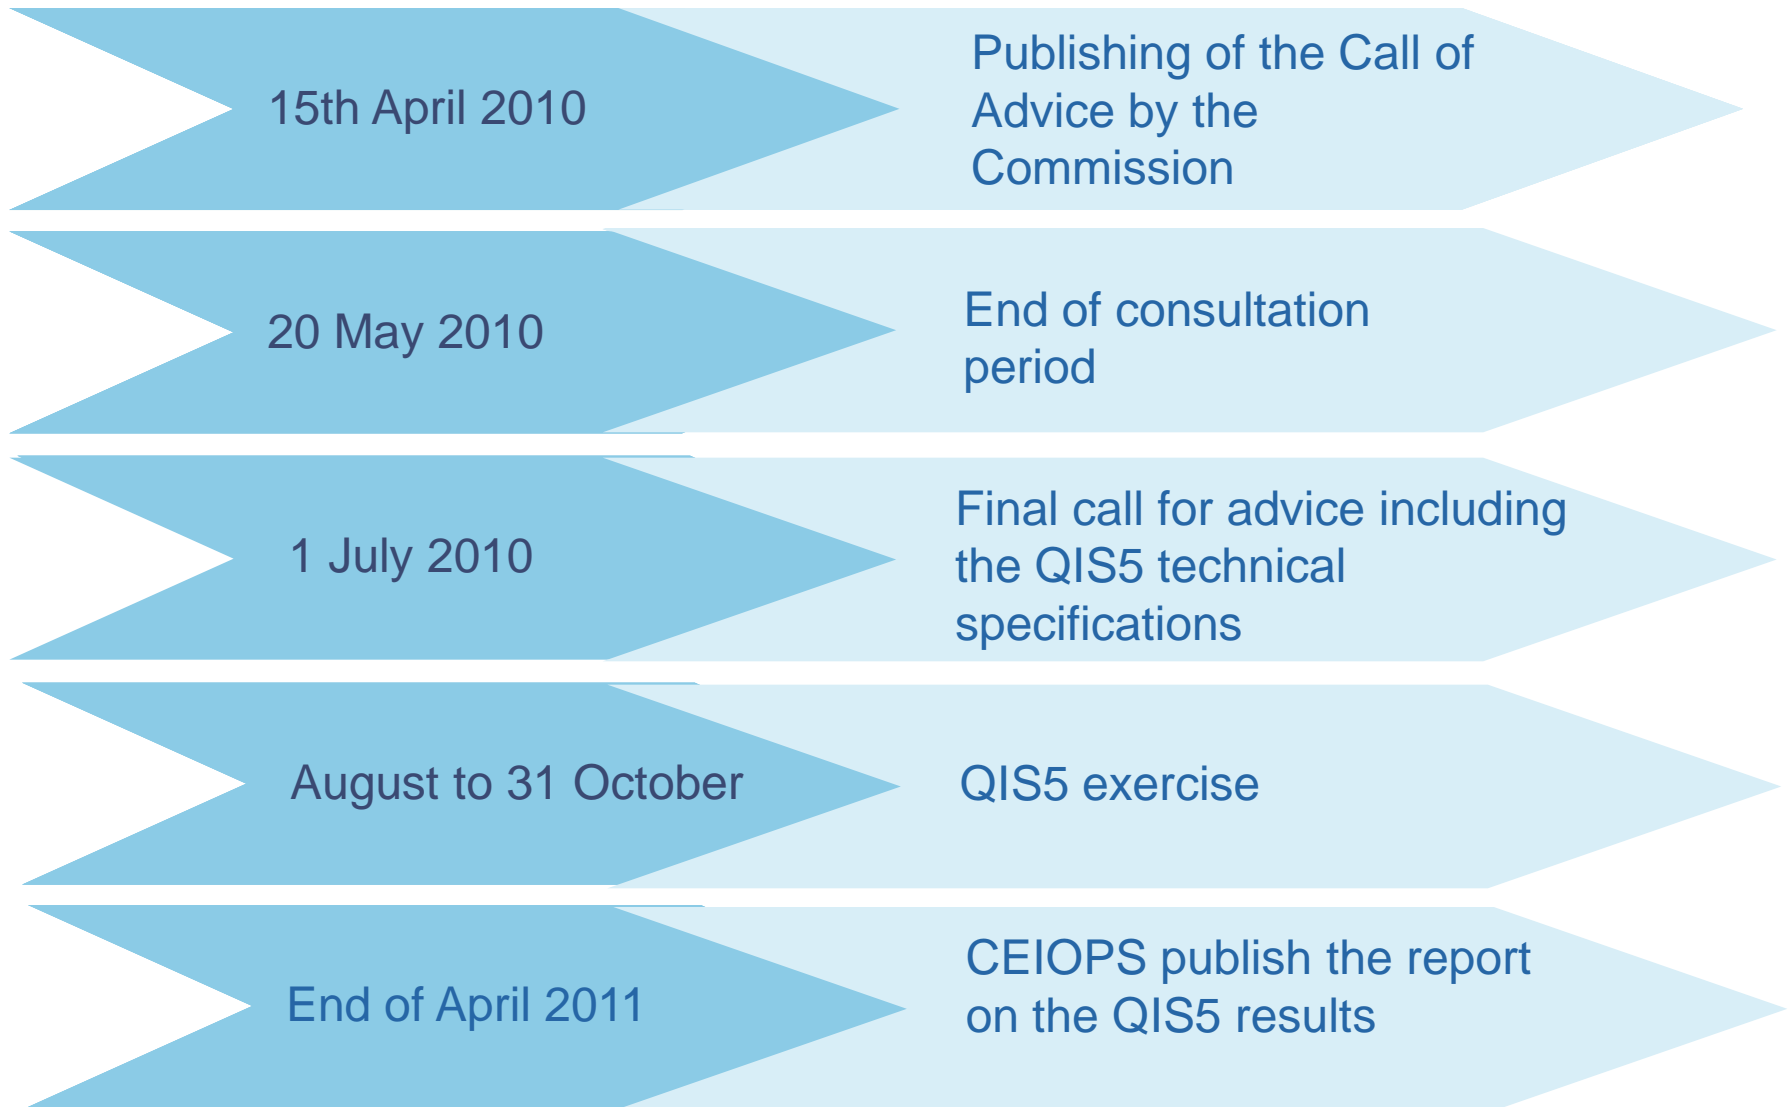 15th April 2010
Publishing of the Call of
Advice by the
Commission
20 May 2010
End of consultation
period
1 July 2010
Final call for advice including
the QIS5 technical
specifications
August to 31 October
QIS5 exercise
End of April 2011
CEIOPS publish the report
on the QIS5 results